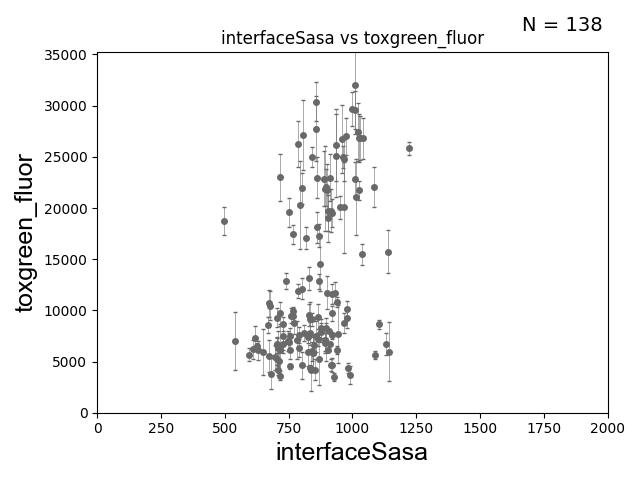 N = 138
interfaceSasa vs toxgreen_fluor
35000
30000
25000
20000
15000
10000
5000
0
toxgreen_fluor
0 250 500 750 1000 1250 1500 1750 2000
interfaceSasa